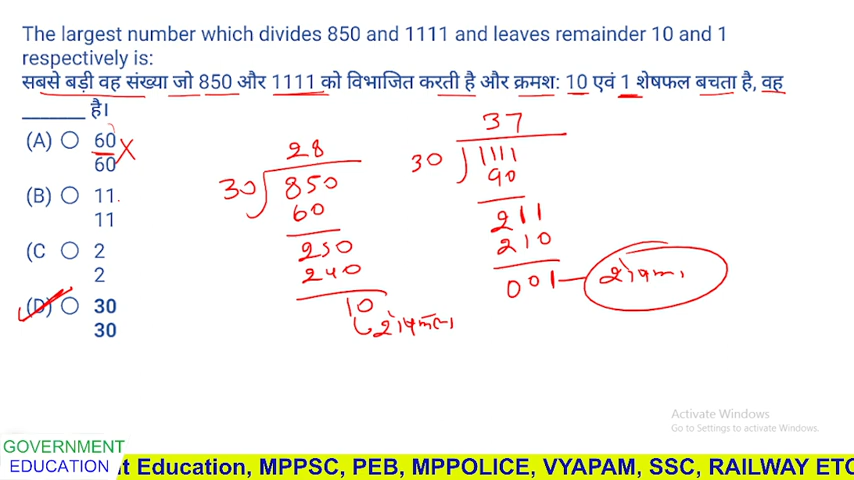 The largest number which divides 850 and 1111 and leaves remainder 10 and 1
respectively is:
सबसे बड़ी वह संख्या जो 850 और 1111 को विभाजित करती है और क्रमश: 10 एवं 1 शेषफल बचता है, वह
______ है।
(A) 60
60
(B) 11.
11
(C 2
2
(D) 30
30
28
30 850
60
250
240
10
37
30 1111
90
211
210
001
Activate Windows
Go to Settings to activate Windows.
GOVERNMENT
EDUCATION
t Education, MPPSC, PEB, MPPOLICE, VYAPAM, SSC, RAILWAY ETC